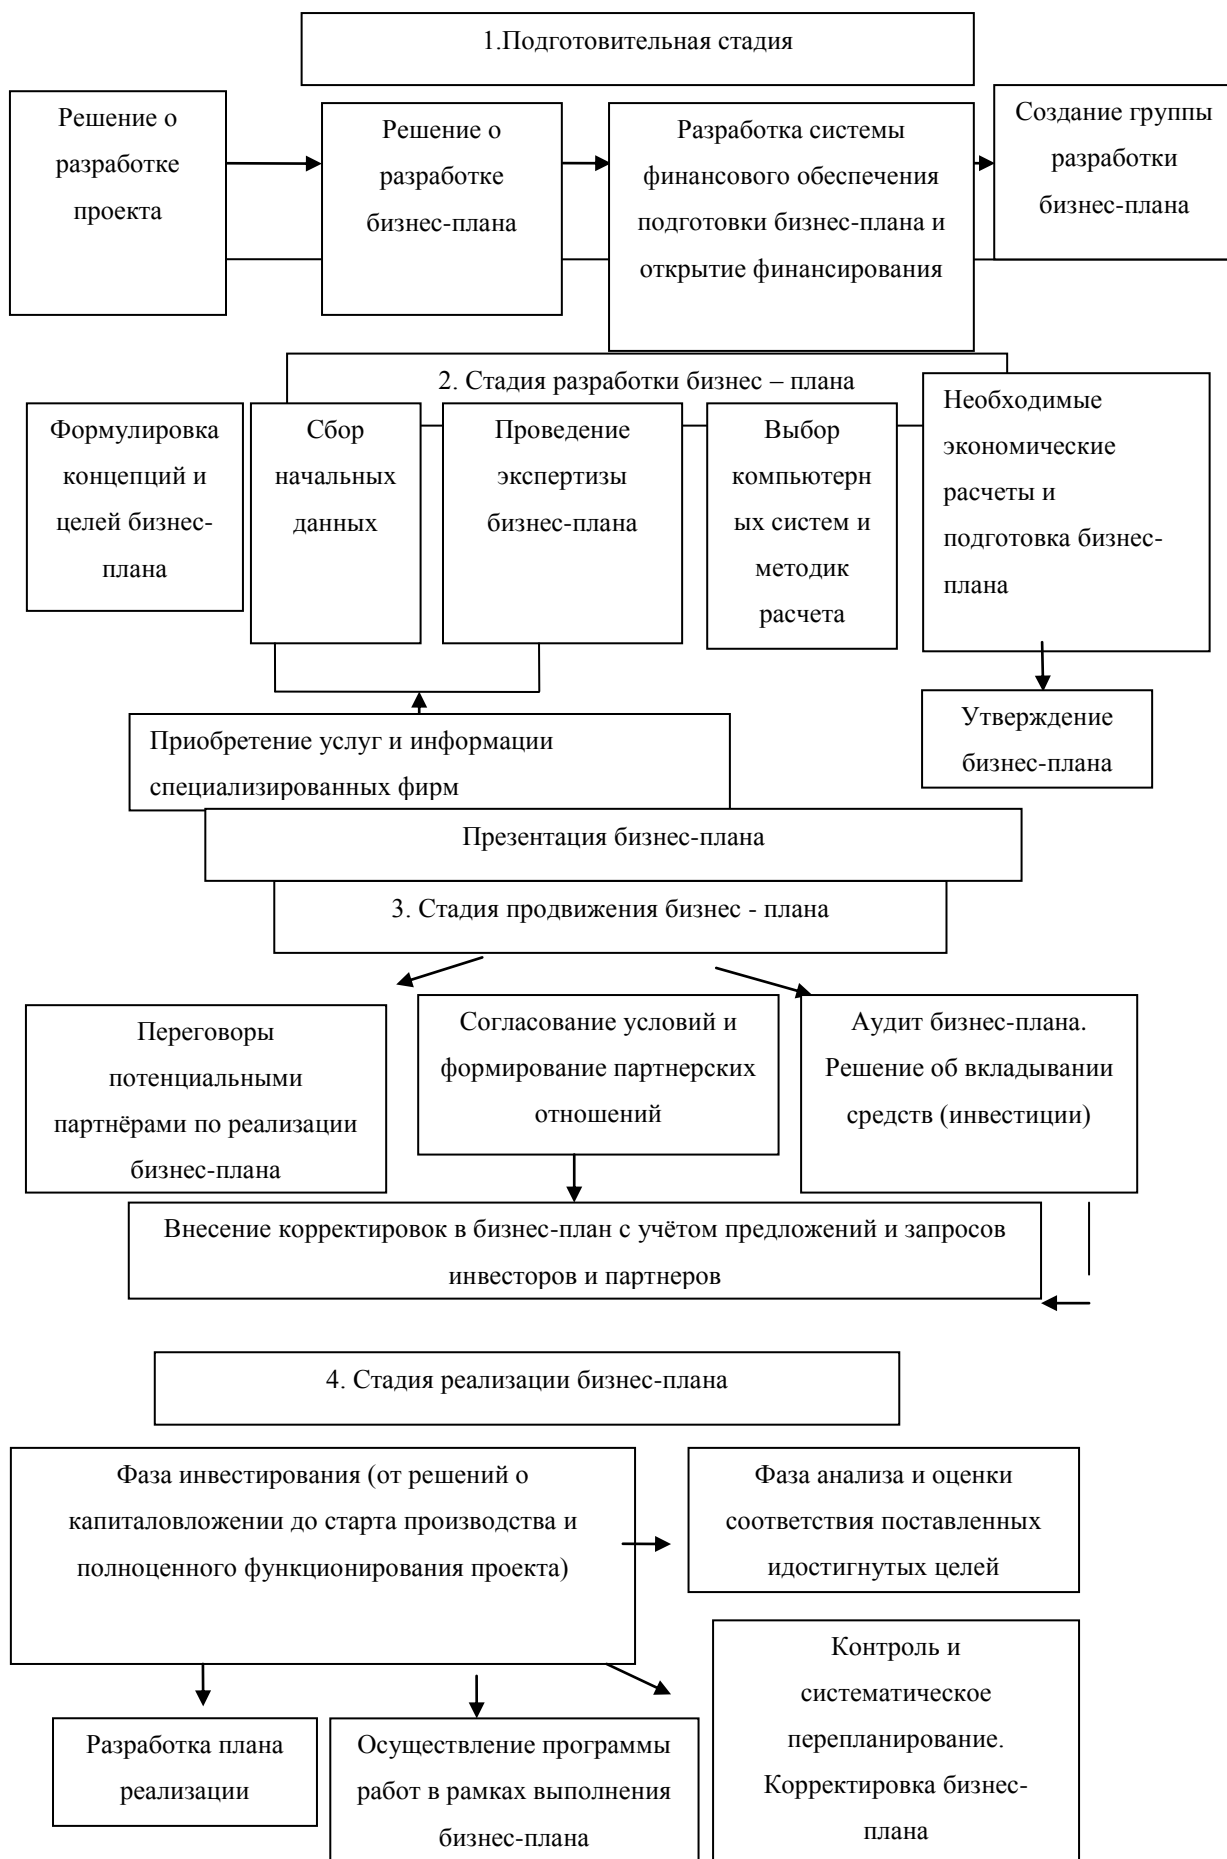 1.Подготовительная стадия
Решение о
разработке
проекта
Решение о
разработке
бизнес-плана
Разработка системы
финансового обеспечения
подготовки бизнес-плана и
открытие финансирования
Создание группы
разработки
бизнес-плана
2. Стадия разработки бизнес – плана
Формулировка
концепций и
целей бизнес-
плана
Сбор
начальных
данных
Проведение
экспертизы
бизнес-плана
Выбор
компьютерн
ых систем и
методик
расчета
Необходимые
экономические
расчеты и
подготовка бизнес-
плана
Утверждение
бизнес-плана
Приобретение услуг и информации
специализированных фирм
Презентация бизнес-плана
3. Стадия продвижения бизнес - плана
Переговоры
потенциальными
партнёрами по реализации
бизнес-плана
Согласование условий и
формирование партнерских
отношений
Аудит бизнес-плана.
Решение об вкладывании
средств (инвестиции)
Внесение корректировок в бизнес-план с учётом предложений и запросов
инвесторов и партнеров
4. Стадия реализации бизнес-плана
Фаза инвестирования (от решений о
капиталовложении до старта производства и
полноценного функционирования проекта)
Фаза анализа и оценки
соответствия поставленных
идостигнутых целей
Разработка плана
реализации
Осуществление программы
работ в рамках выполнения
бизнес-плана
Контроль и
систематическое
перепланирование.
Корректировка бизнес-
плана